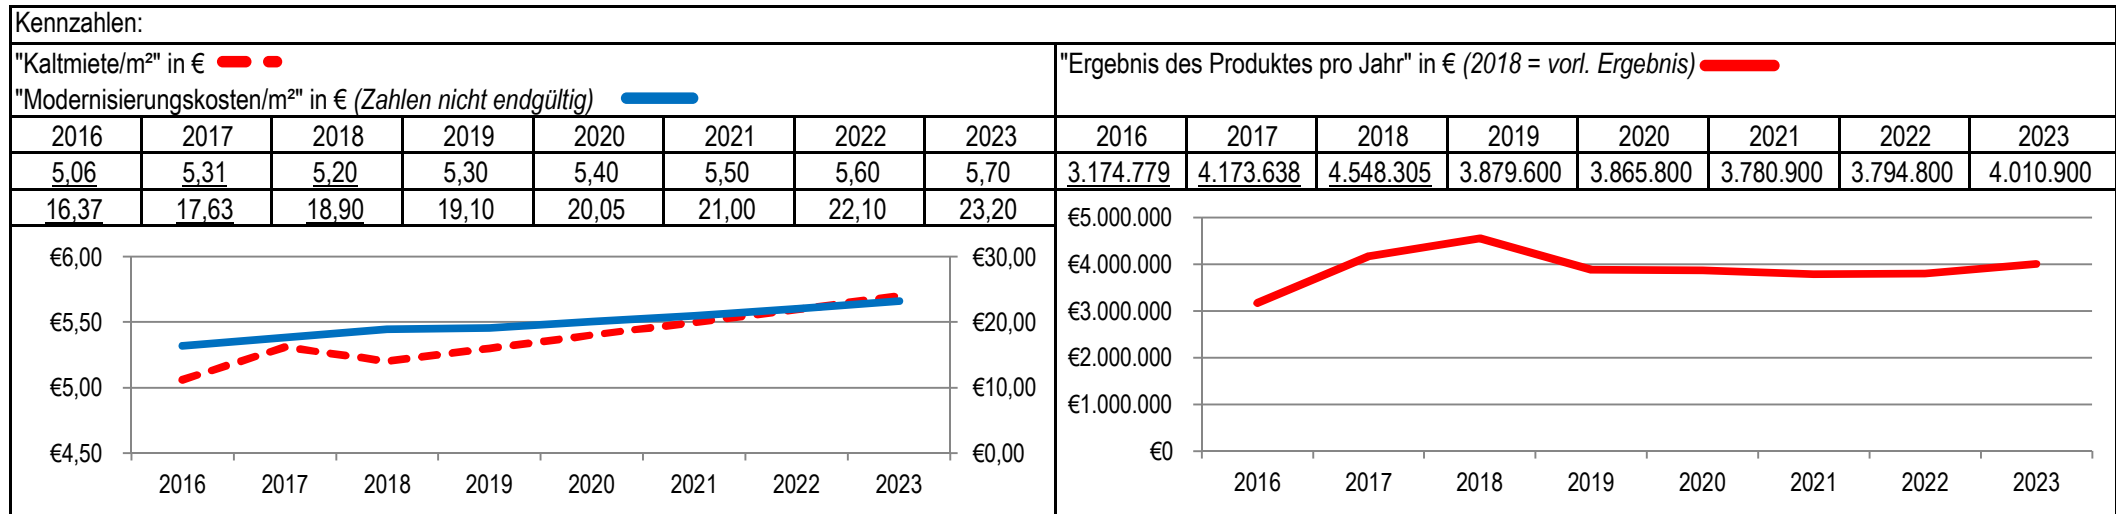 Kennzahlen:
"Kaltmiete/m²" in €
"Modernisierungskosten/m²" in € (Zahlen nicht endgültig)
2016 2017 2018 2019 2020 2021 2022 2023
5,06 5,31 5,20 5,30 5,40 5,50 5,60 5,70
16,37 17,63 18,90 19,10 20,05 21,00 22,10 23,20
€6,00 €30,00
€5,50 €20,00
€5,00 €10,00
€4,50 €0,00
2016 2017 2018 2019 2020 2021 2022 2023
"Ergebnis des Produktes pro Jahr" in € (2018 = vorl. Ergebnis)
2016 2017 2018 2019 2020 2021 2022 2023
3.174.779 4.173.638 4.548.305 3.879.600 3.865.800 3.780.900 3.794.800 4.010.900
€5.000.000
€4.000.000
€3.000.000
€2.000.000
€1.000.000
€0
2016 2017 2018 2019 2020 2021 2022 2023